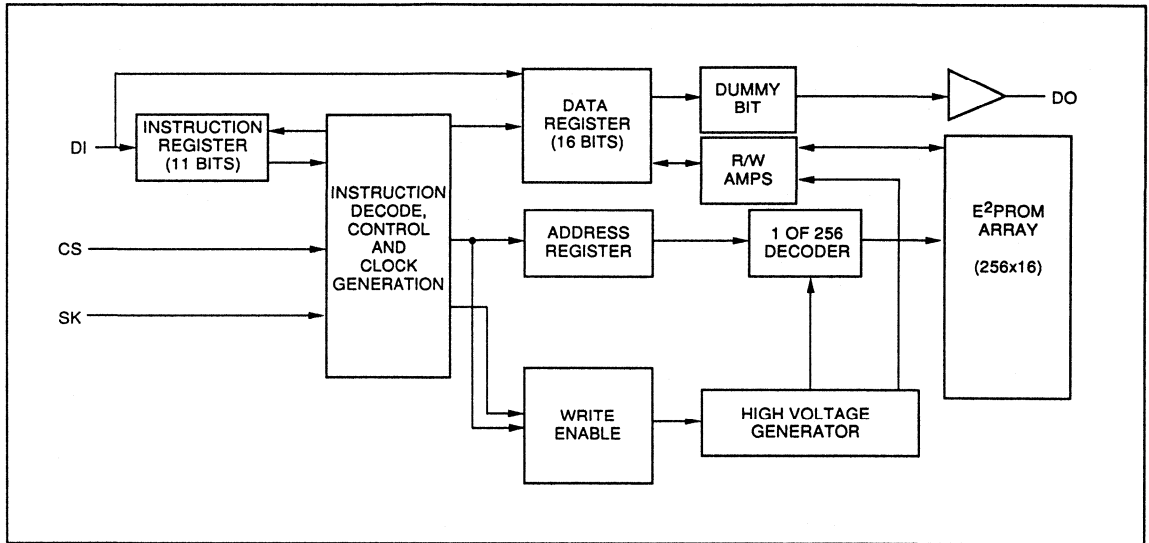 DI
INSTRUCTION
REGISTER
(11 BITS)
CS
SK
INSTRUCTION
DECODE,
CONTROL
AND
CLOCK
GENERATION
DATA
REGISTER
(16 BITS)
DUMMY
BIT
DO
R/W
AMPS
ADDRESS
REGISTER
1 OF 256
DECODER
E²PROM
ARRAY
(256x16)
WRITE
ENABLE
HIGH VOLTAGE
GENERATOR